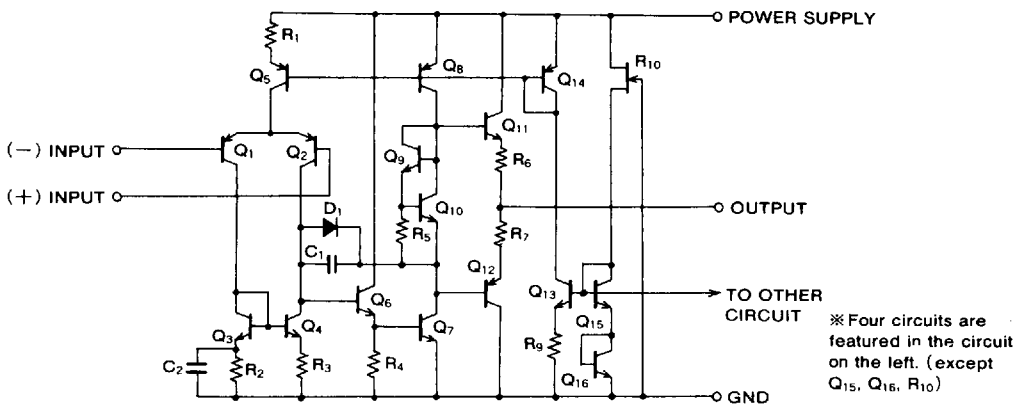 POWER SUPPLY
R1
Q5
Q8
Q14
R10
(−) INPUT
Q1
Q2
Q11
Q9
R6
(+) INPUT
Q10
D1
OUTPUT
R5
R7
C1
Q12
Q6
Q13
TO OTHER
CIRCUIT
Q3
Q4
Q7
Q15
C2
R2
R3
R4
R9
Q16
※Four circuits are
featured in the circuit
on the left. (except
Q15, Q16, R10)
GND